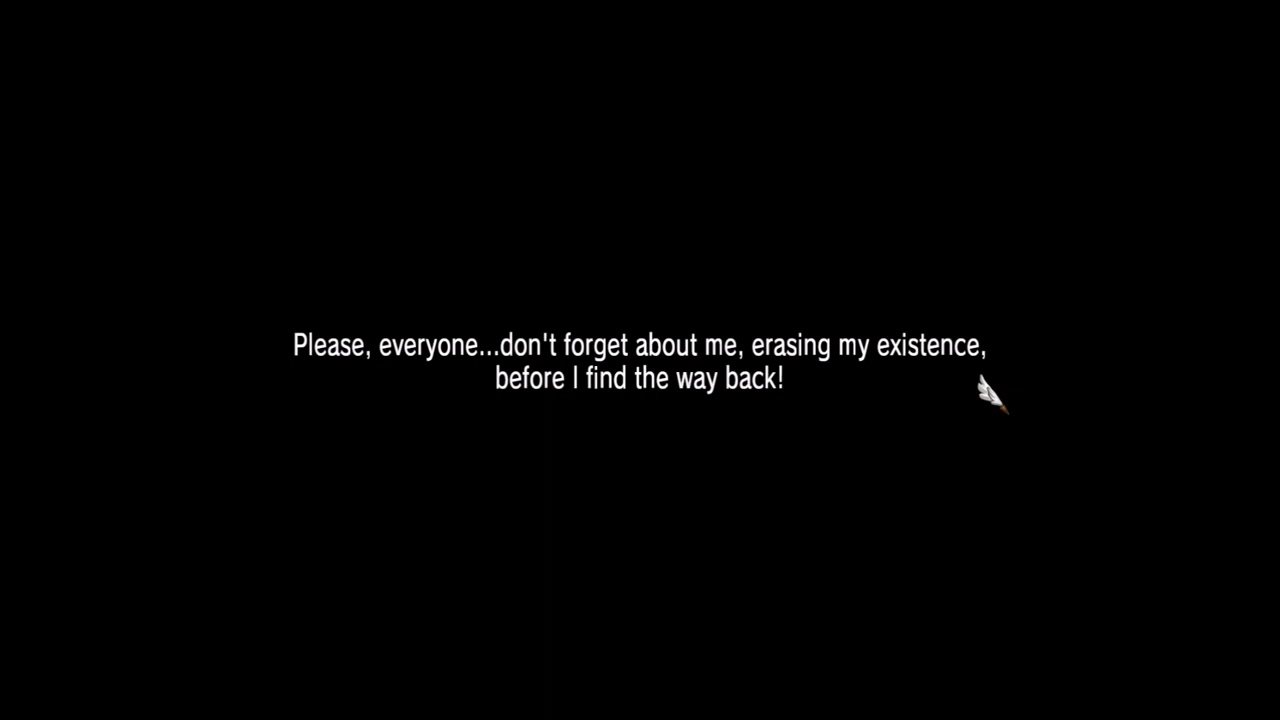 Please, everyone...don't forget about me, erasing my existence,
before I find the way back!